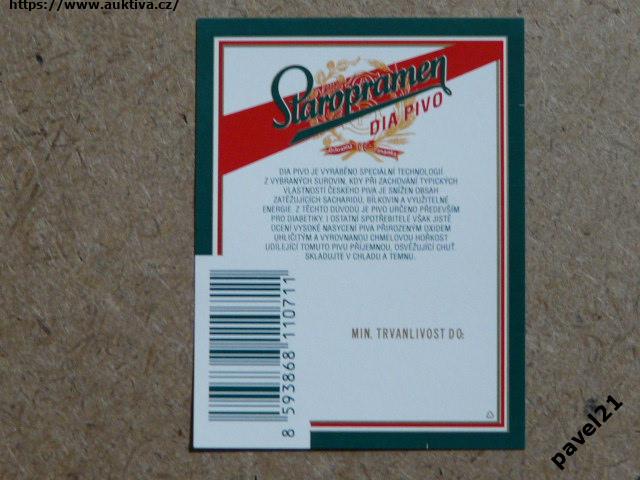 https://www.auktiva.cz/
Staropramen
DIA PIVO
DIA PIVO JE VYRÁBĚNO SPECIÁLNÍ TECHNOLOGIÍ
Z VYBRANÝCH SUROVIN, KDY PŘI ZACHOVÁNÍ TYPICKÝCH
VLASTNOSTÍ ČESKÉHO PIVA JE SNÍŽEN OBSAH
ZATĚŽUJÍCÍCH SACHARIDŮ, BÍLKOVIN A VYUŽITELNÉ
ENERGIE. Z TĚCHTO DŮVODŮ JE PIVO URČENO PŘEDEVŠÍM
PRO DIABETIKY, I OSTATNÍ SPOTŘEBITELÉ VŠAK JISTĚ
OCENÍ VYSOKÉ NASYCENÍ PIVA PŘIROZENÝM OXIDEM
UHLIČITÝM A VYROVNANOU CHMELOVOU HOŘKOST
UDÍLEJÍCÍ TOMUTO PIVU PŘÍJEMNOU, OSVĚŽUJÍCÍ CHUŤ.
SKLADUJTE V CHLADU A TEMNU.
MIN. TRVANLIVOST DO:
8 593868 110711
pavel21